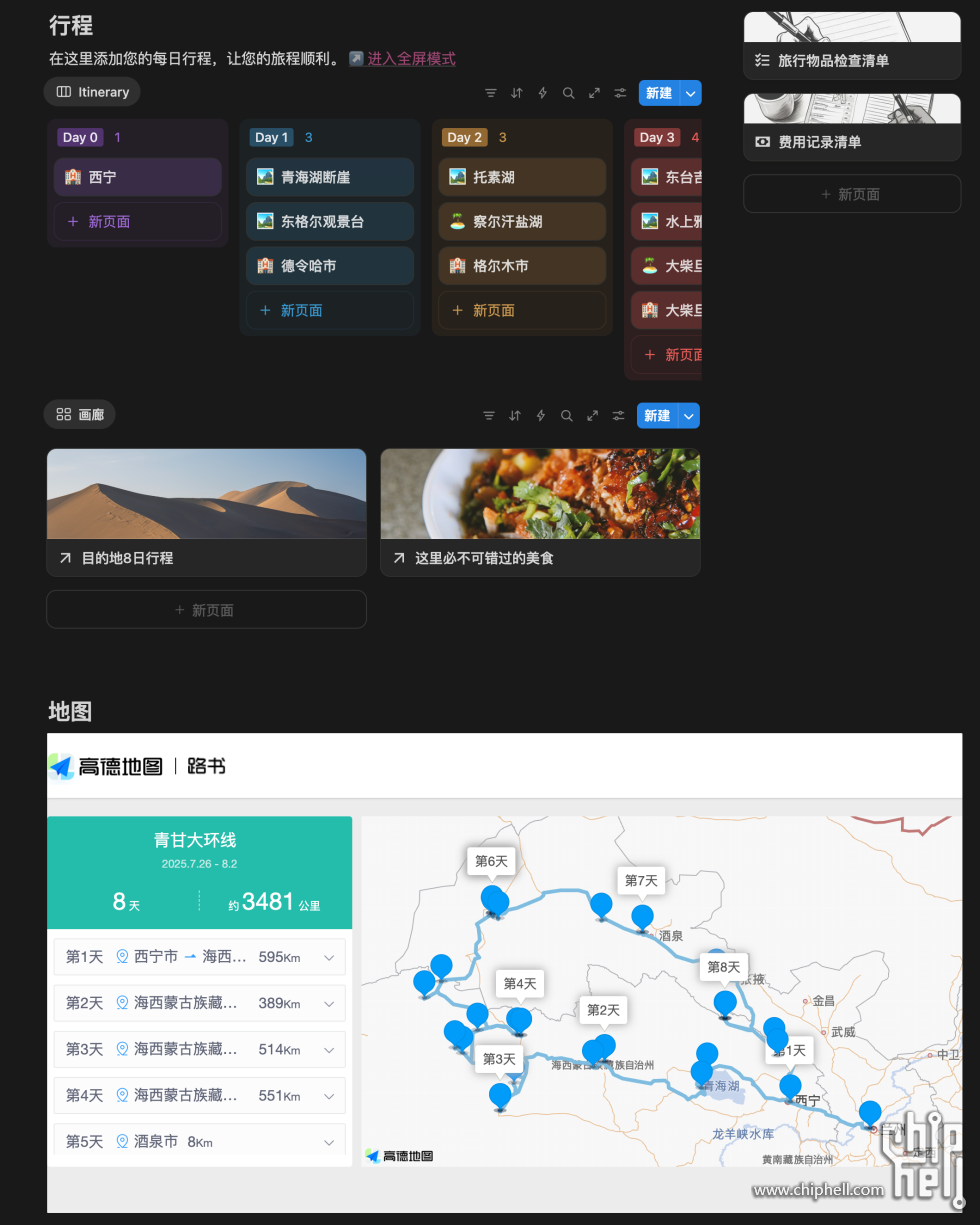 行程
在这里添加您的每日行程，让您的旅程顺利。 进入全屏模式
Itinerary
新建
Day 0 1
西宁
+ 新页面
Day 1 3
青海湖断崖
东格尔观景台
德令哈市
+ 新页面
Day 2 3
托素湖
察尔汗盐湖
格尔木市
+ 新页面
Day 3 4
东台吉
水上雅
大柴旦
大柴旦
+ 新页面
旅行物品检查清单
费用记录清单
+ 新页面
画廊
新建
目的地8日行程
这里必不可错过的美食
+ 新页面
地图
高德地图 | 路书
青甘大环线
2025.7.26 - 8.2
8天
约3481公里
第1天 西宁市 海西... 595Km
第2天 海西蒙古族藏... 389Km
第3天 海西蒙古族藏... 514Km
第4天 海西蒙古族藏... 551Km
第5天 酒泉市 8Km
第6天
第7天
酒泉
第8天
张掖
金昌
第4天
第2天
武威
第3天
海西蒙古族藏族自治州
第1天
中卫
青海湖
西宁
兰州
龙羊峡水库
定西
黄南藏族自治州
高德地图
chip hell
www.chiphell.com